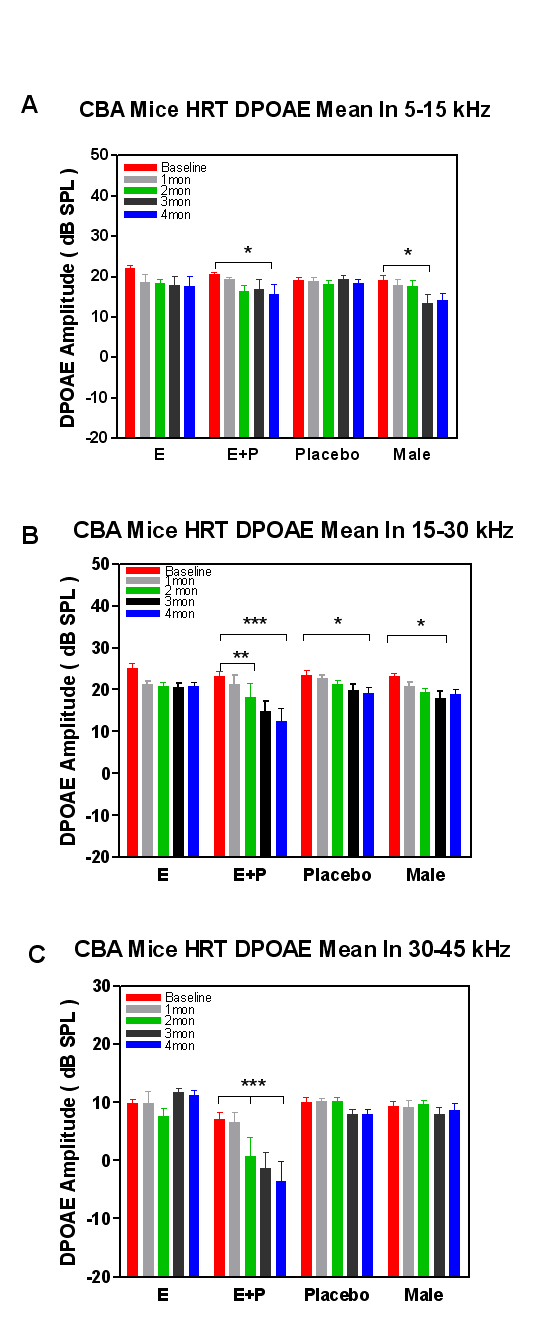 A
CBA Mice HRT DPOAE Mean In 5-15 kHz
DPOAE Amplitude ( dB SPL )
50
40
30
20
10
0
-10
-20
Baseline
1mon
2mon
3mon
4mon
*
*
E
E+P
Placebo
Male
B
CBA Mice HRT DPOAE Mean In 15-30 kHz
DPOAE Amplitude ( dB SPL )
50
40
30
20
10
0
-10
-20
Baseline
1mon
2 mon
3mon
4mon
***
**
*
*
E
E+P
Placebo
Male
C
CBA Mice HRT DPOAE Mean In 30-45 kHz
DPOAE Amplitude ( dB SPL )
30
20
10
0
-10
-20
Baseline
1mon
2mon
3mon
4mon
***
E
E+P
Placebo
Male